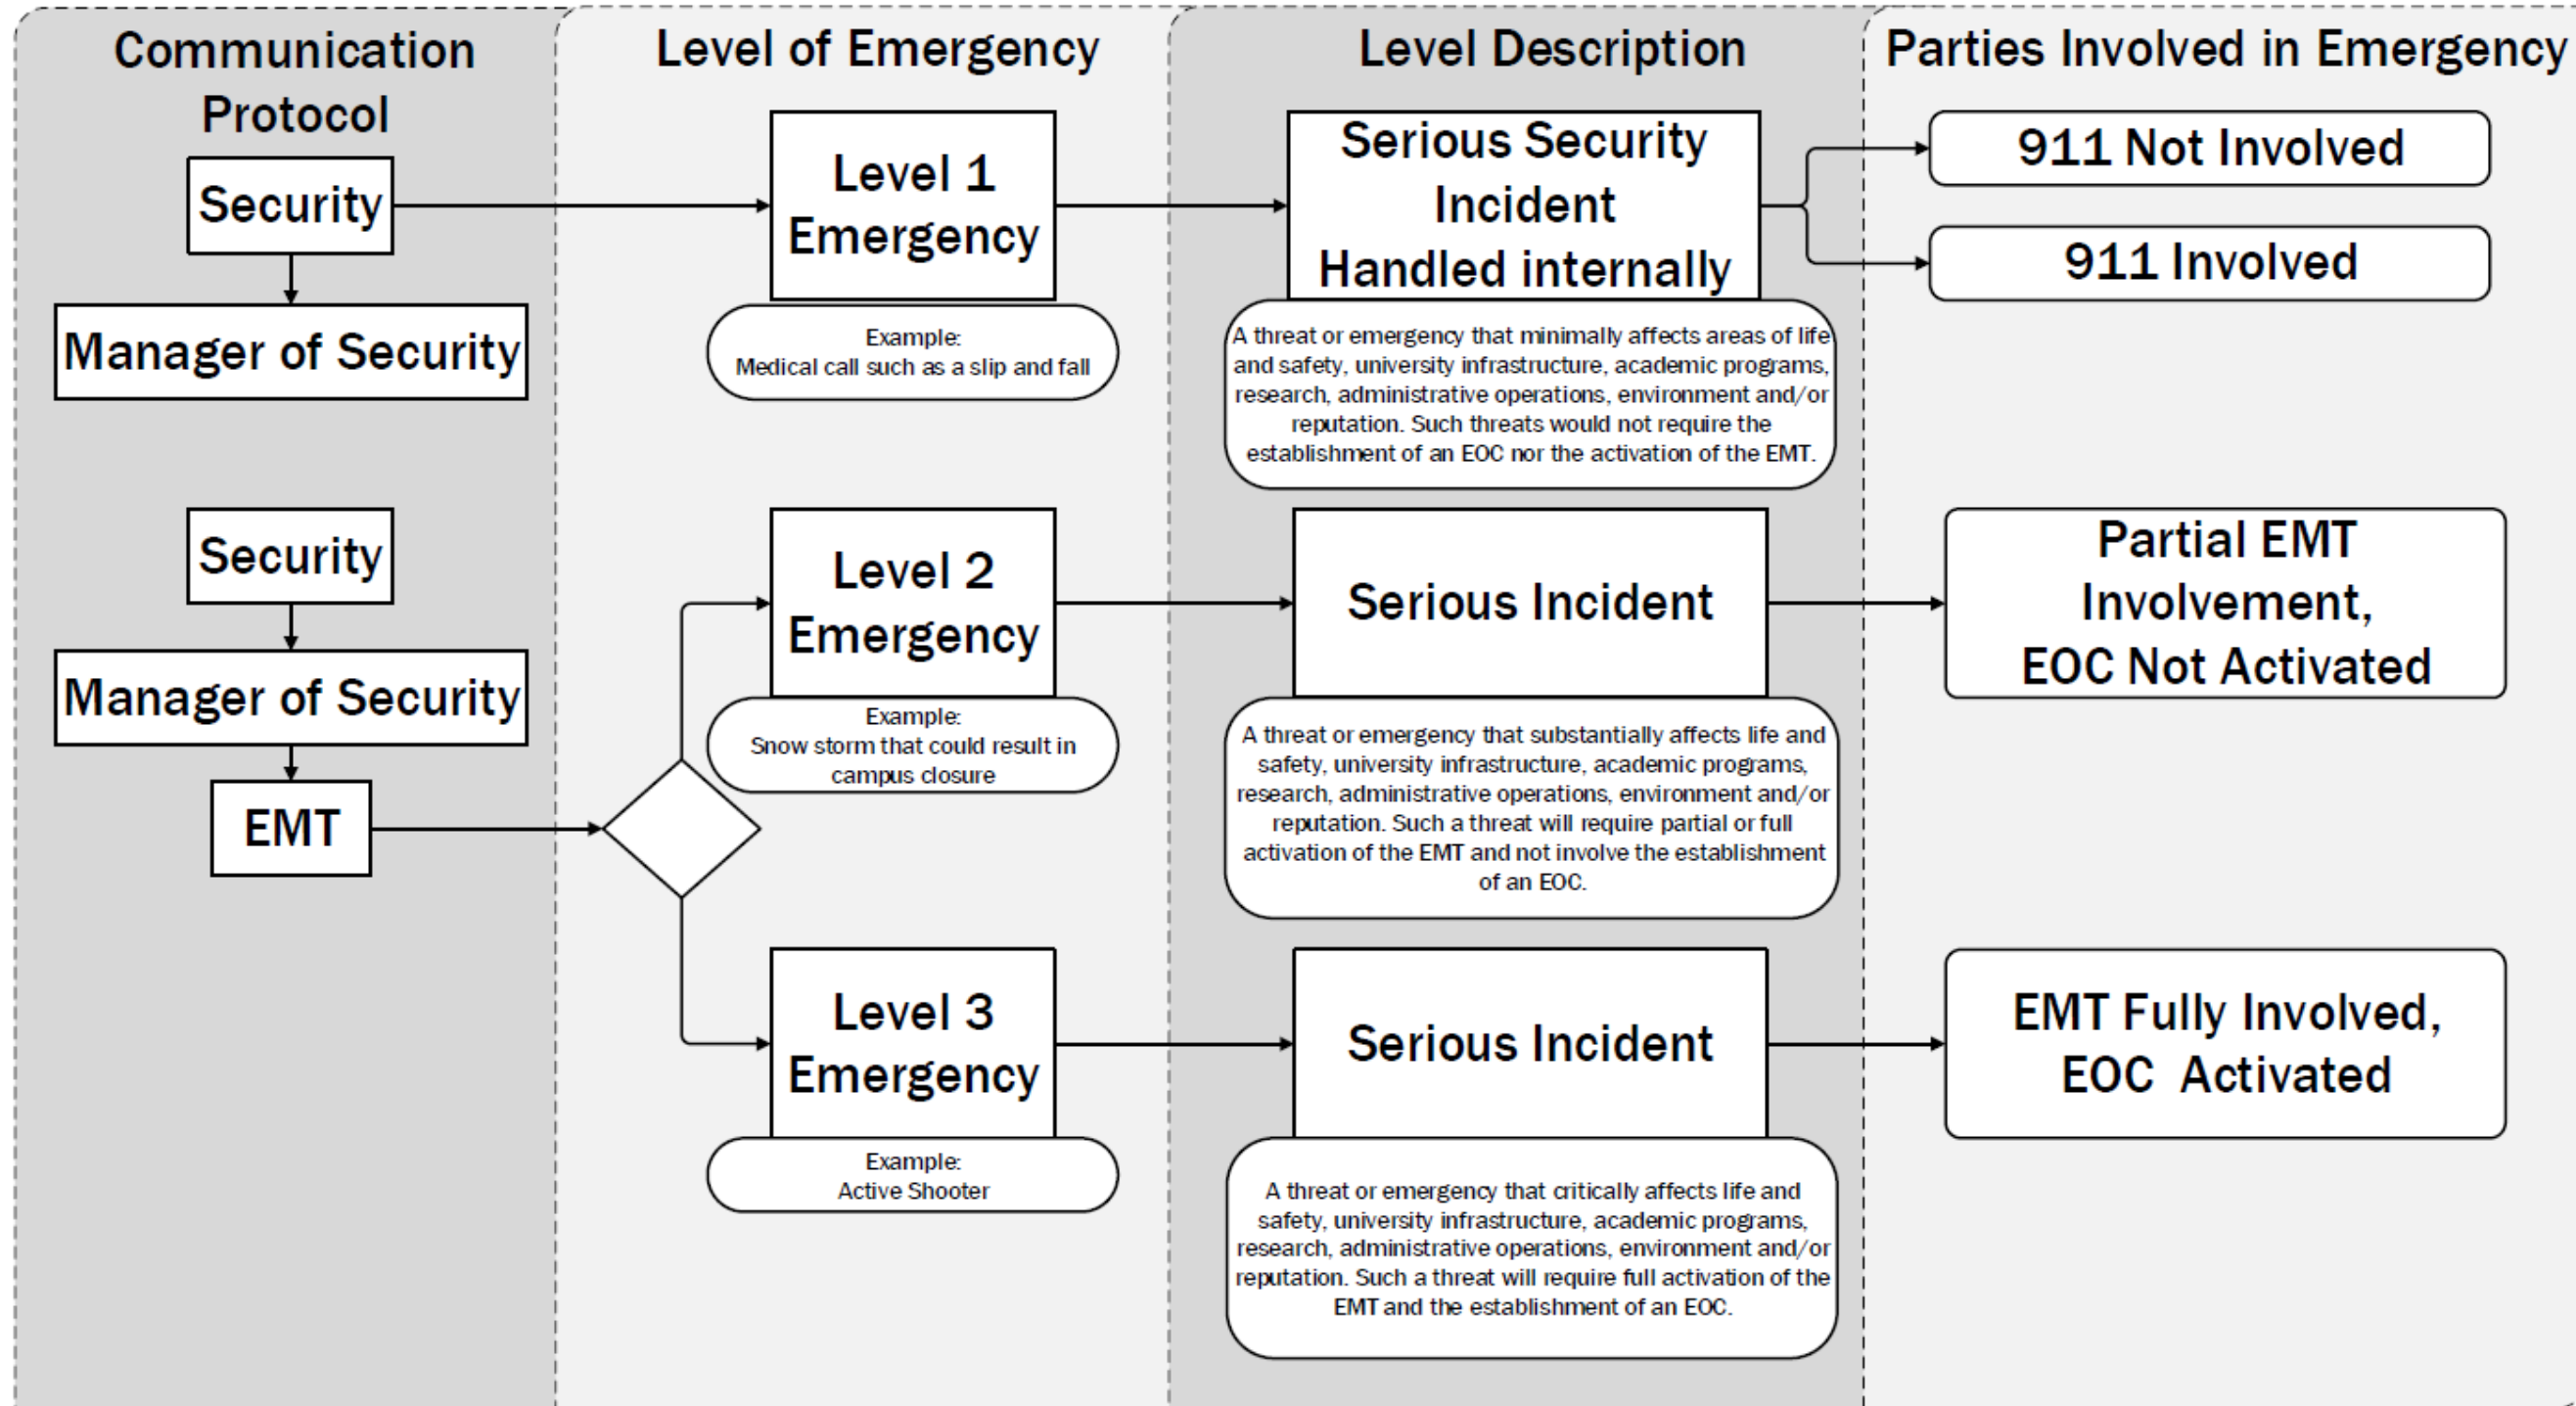 Communication
Protocol
Level of Emergency
Level Description
Parties Involved in Emergency
Security
Manager of Security
Level 1
Emergency
Example:
Medical call such as a slip and fall
Serious Security
Incident
Handled internally
A threat or emergency that minimally affects areas of life
and safety, university infrastructure, academic programs,
research, administrative operations, environment and/or
reputation. Such threats would not require the
establishment of an EOC nor the activation of the EMT.
911 Not Involved
911 Involved
Security
Manager of Security
EMT
Level 2
Emergency
Example:
Snow storm that could result in
campus closure
Serious Incident
A threat or emergency that substantially affects life and
safety, university infrastructure, academic programs,
research, administrative operations, environment and/or
reputation. Such a threat will require partial or full
activation of the EMT and not involve the establishment
of an EOC.
Partial EMT
Involvement,
EOC Not Activated
Level 3
Emergency
Example:
Active Shooter
Serious Incident
A threat or emergency that critically affects life and
safety, university infrastructure, academic programs,
research, administrative operations, environment and/or
reputation. Such a threat will require full activation of the
EMT and the establishment of an EOC.
EMT Fully Involved,
EOC Activated